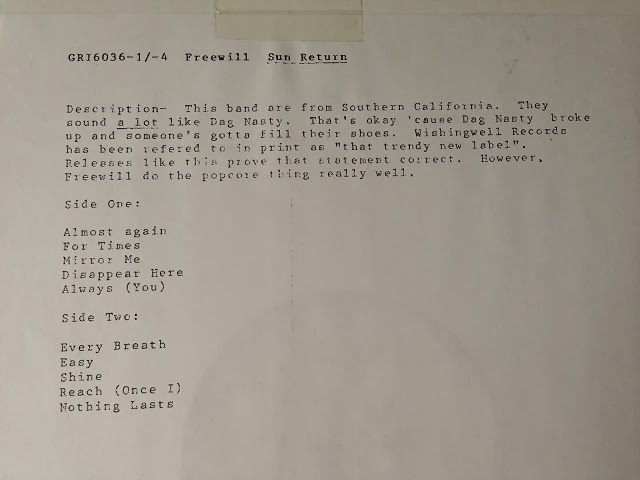 GRI6036-1/-4  Freewill  Sun Return
Description-  This band are from Southern California.  They
sound a lot like Dag Nasty.  That's okay 'cause Dag Nasty broke
up and someone's gotta fill their shoes.  Wishingwell Records
has been refered to in print as "that trendy new label".
Releases like this prove that statement correct.  However,
Freewill do the popcore thing really well.
Side One:
Almost again
For Times
Mirror Me
Disappear Here
Always (You)
Side Two:
Every Breath
Easy
Shine
Reach (Once I)
Nothing Lasts